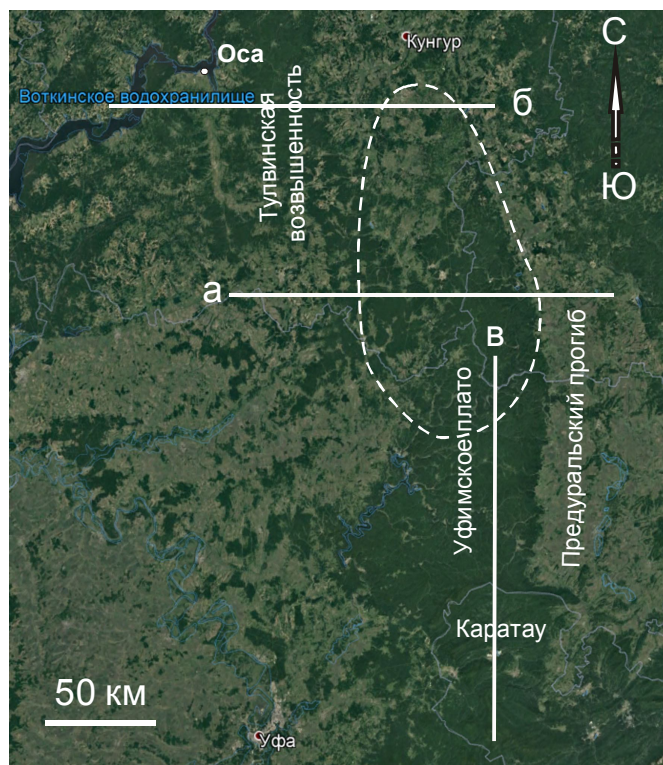 С
Кунгур
Оса
Воткинское водохранилище
б
Тулвинская
возвышенность
Ю
а
в
Предуральский прогиб
Уфимское плато
Каратау
50 км
Уфа